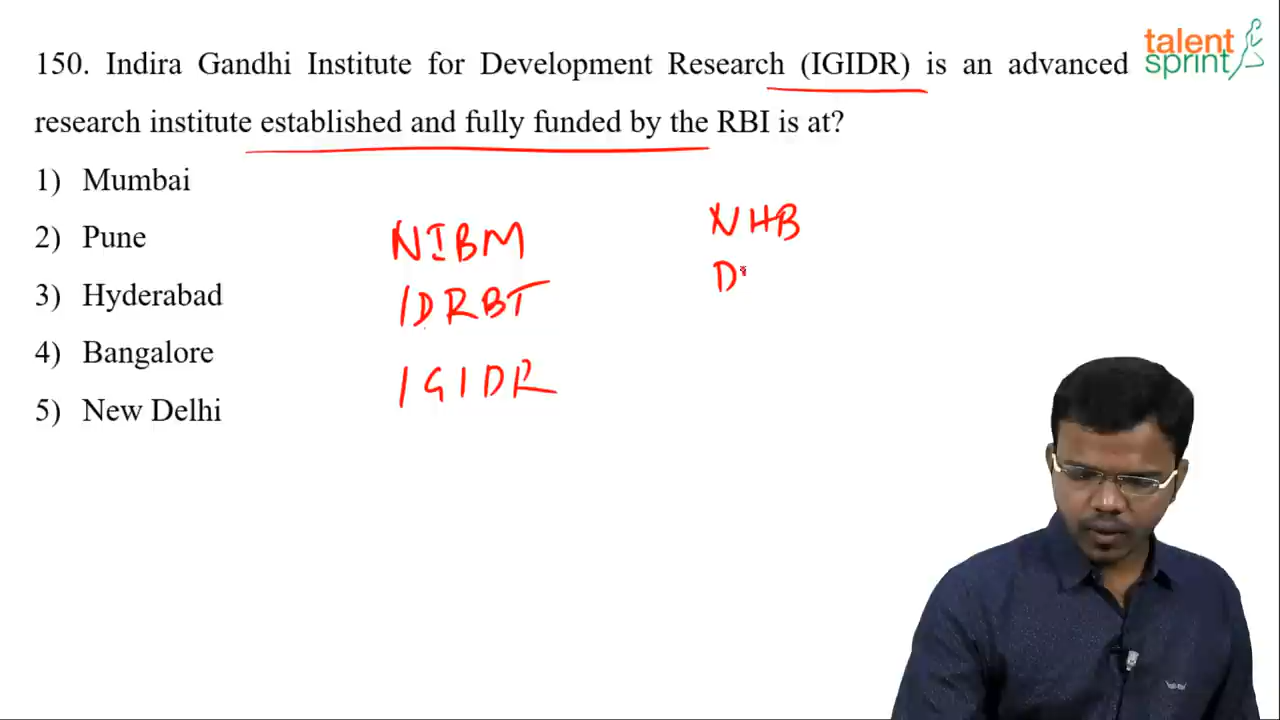 talent
sprint
150. Indira Gandhi Institute for Development Research (IGIDR) is an advanced
research institute established and fully funded by the RBI is at?
1) Mumbai
2) Pune
3) Hyderabad
4) Bangalore
5) New Delhi
NIBM
IDRBT
IGIDR
NHB
D